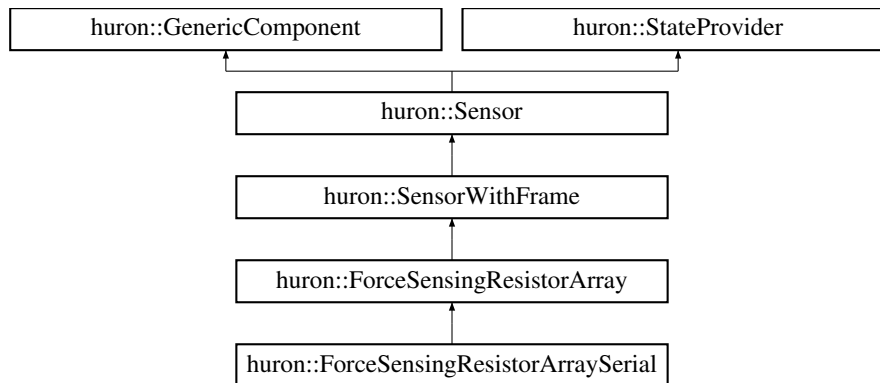 huron::GenericComponent
huron::StateProvider
huron::Sensor
huron::SensorWithFrame
huron::ForceSensingResistorArray
huron::ForceSensingResistorArraySerial